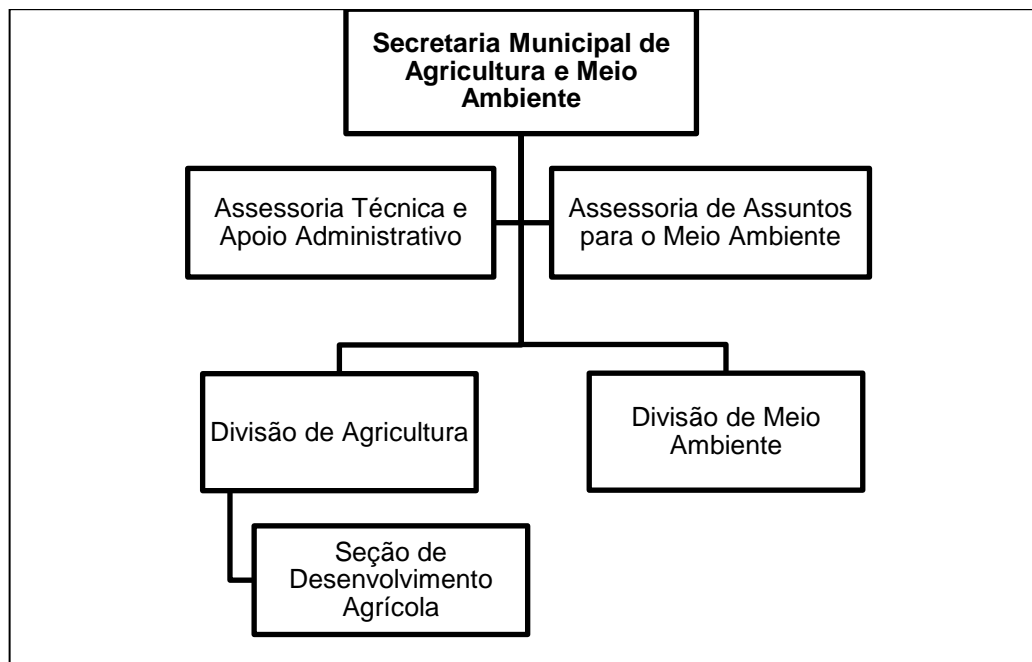 Secretaria Municipal de
Agricultura e Meio
Ambiente
Assessoria Técnica e
Apoio Administrativo
Assessoria de Assuntos
para o Meio Ambiente
Divisão de Agricultura
Divisão de Meio
Ambiente
Seção de
Desenvolvimento
Agrícola